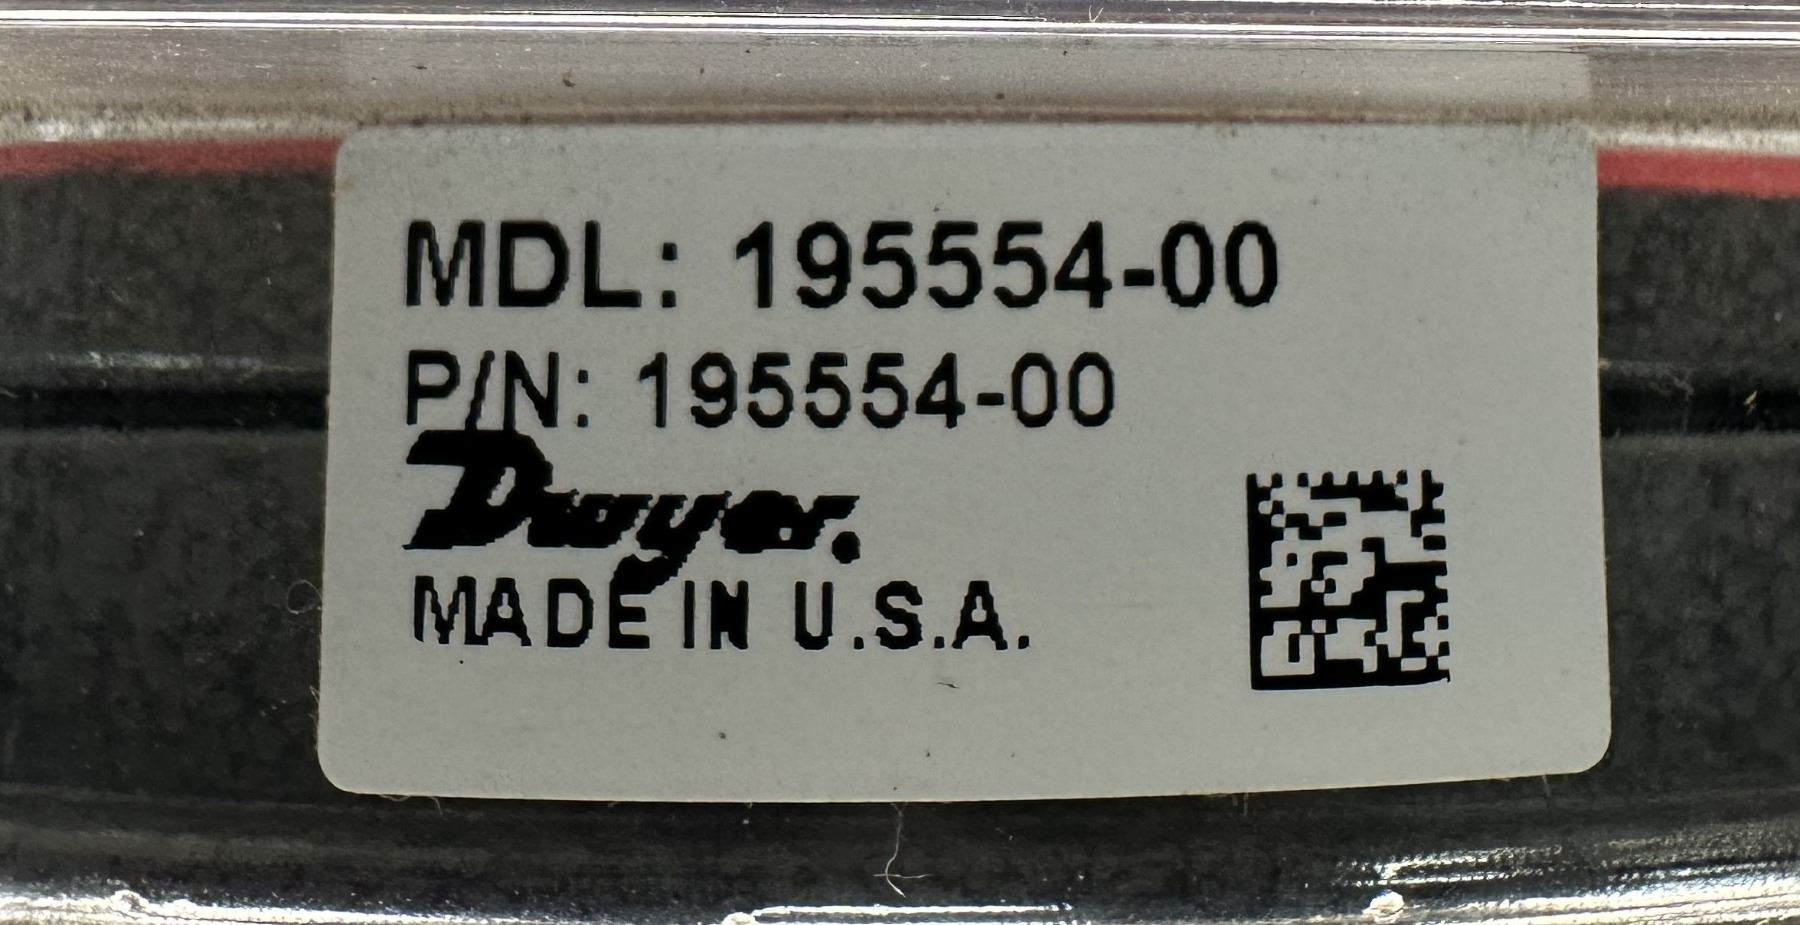 MDL: 195554-00
P/N: 195554-00
Dwyer.
MADE IN U.S.A.